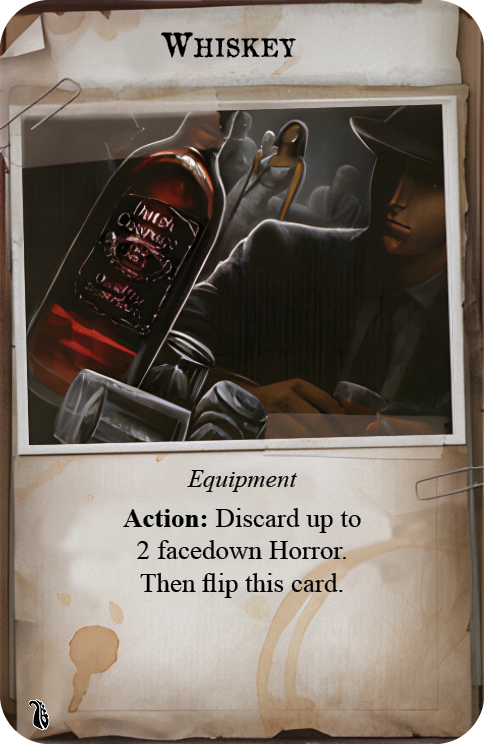 Whiskey
Equipment
Action: Discard up to
2 facedown Horror.
Then flip this card.